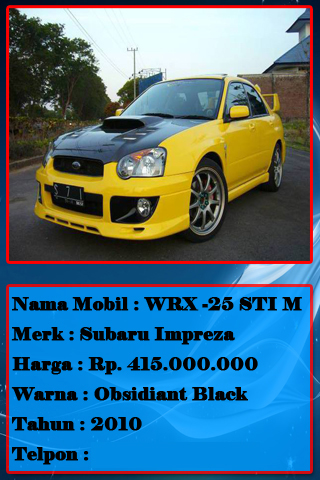 S 7
Nama Mobil : WRX -25 STI M
Merk : Subaru Impreza
Harga : Rp. 415.000.000
Warna : Obsidiant Black
Tahun : 2010
Telpon :